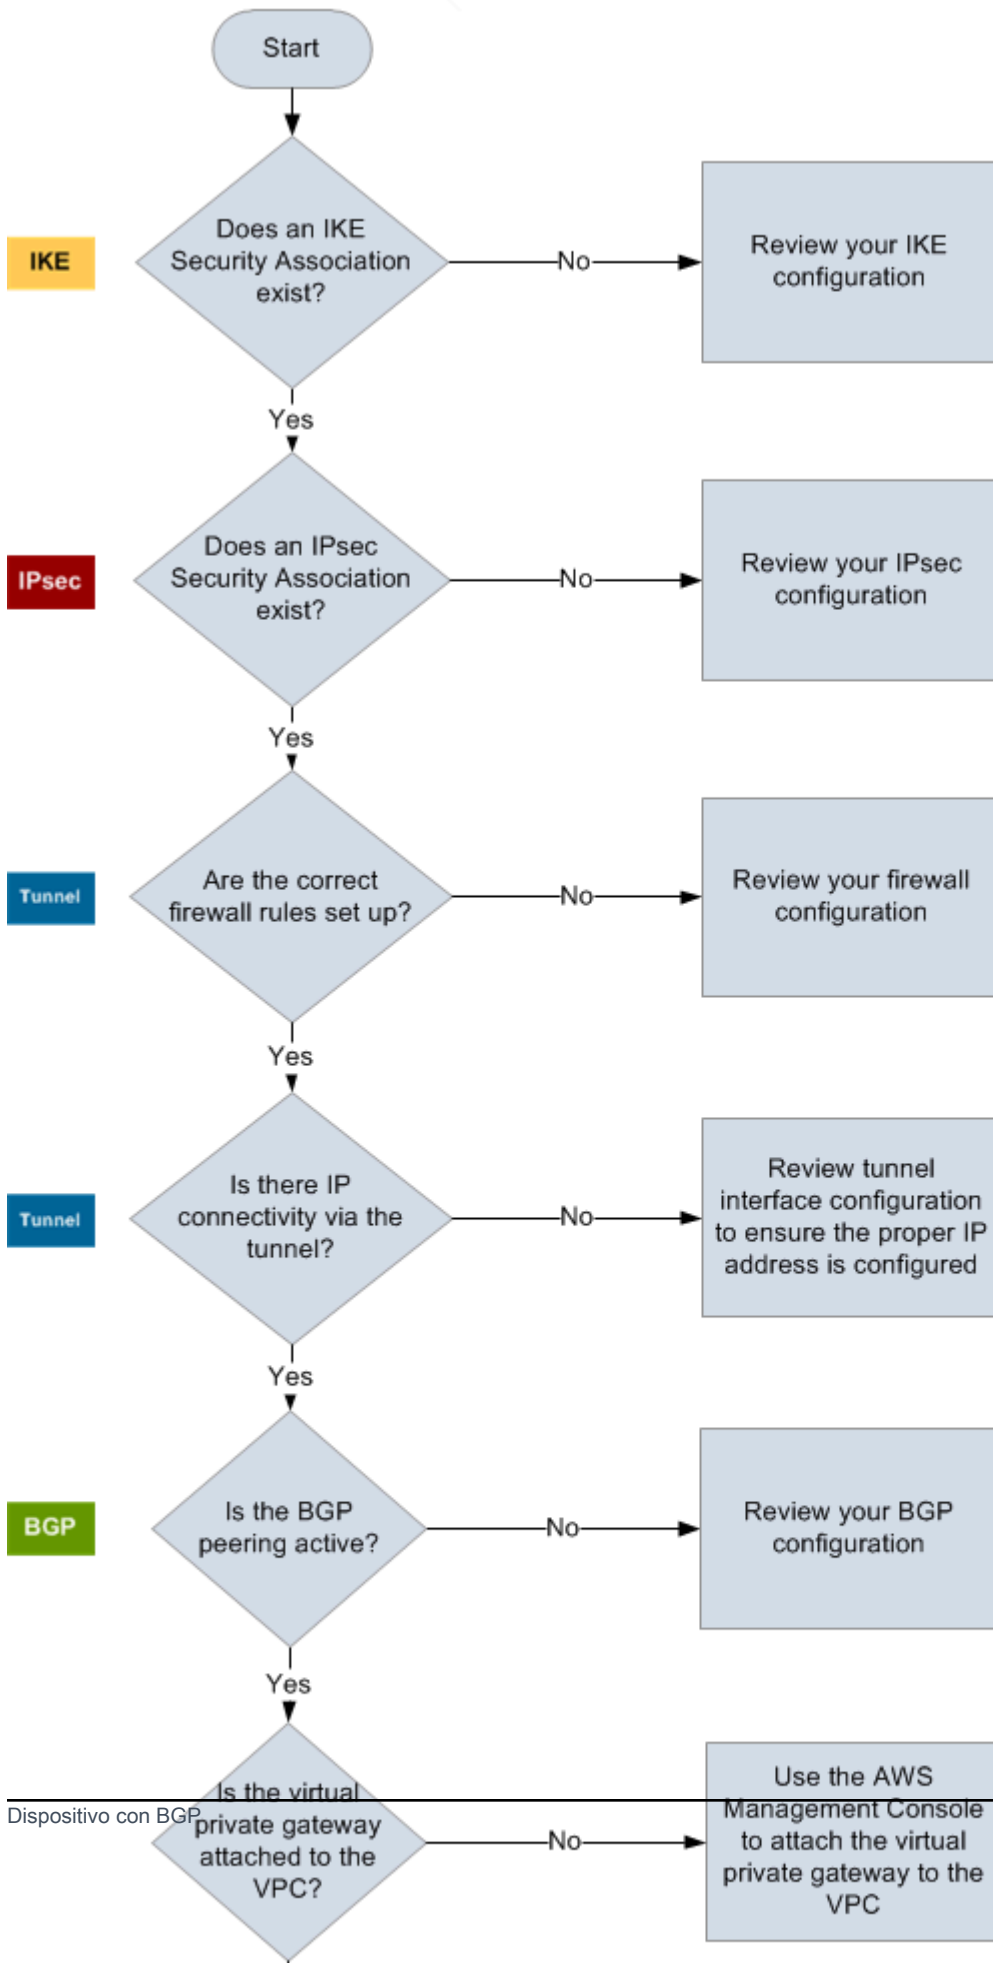 Start
IKE
Does an IKE
Security Association
exist?
No
Review your IKE
configuration
Yes
IPsec
Does an IPsec
Security Association
exist?
No
Review your IPsec
configuration
Yes
Tunnel
Are the correct
firewall rules set up?
No
Review your firewall
configuration
Yes
Tunnel
Is there IP
connectivity via the
tunnel?
No
Review tunnel
interface configuration
to ensure the proper IP
address is configured
Yes
BGP
Is the BGP
peering active?
No
Review your BGP
configuration
Yes
Is the virtual
private gateway
attached to the
VPC?
No
Use the AWS
Management Console
to attach the virtual
private gateway to the
VPC
Dispositivo con BGP